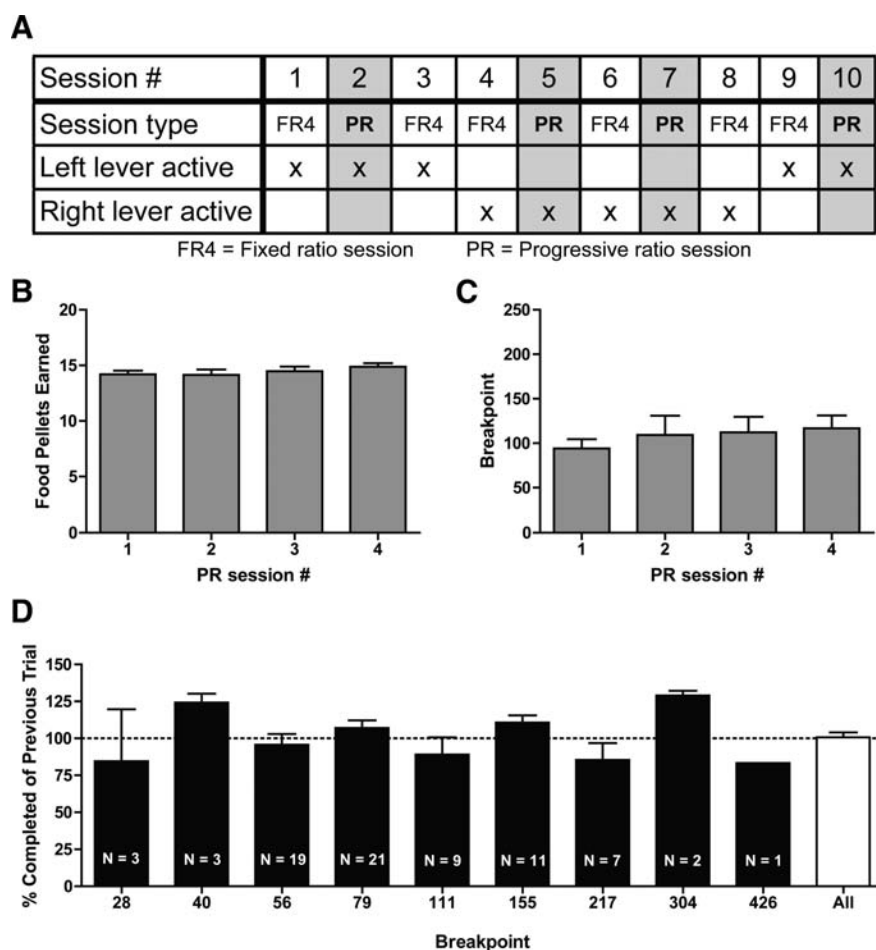 A
Session # 1 2 3 4 5 6 7 8 9 10
Session type FR4 PR FR4 FR4 PR FR4 PR FR4 FR4 PR
Left lever active x x x x x
Right lever active x x x x x
FR4 = Fixed ratio session PR = Progressive ratio session
B
20
15
10
5
0
Food Pellets Earned
1 2 3 4
PR session #
C
250
200
150
100
50
0
Breakpoint
1 2 3 4
PR session #
D
150
125
100
75
50
25
0
% Completed of Previous Trial
N = 3 N = 3 N = 19 N = 21 N = 9 N = 11 N = 7 N = 2 N = 1
28 40 56 79 111 155 217 304 426 All
Breakpoint